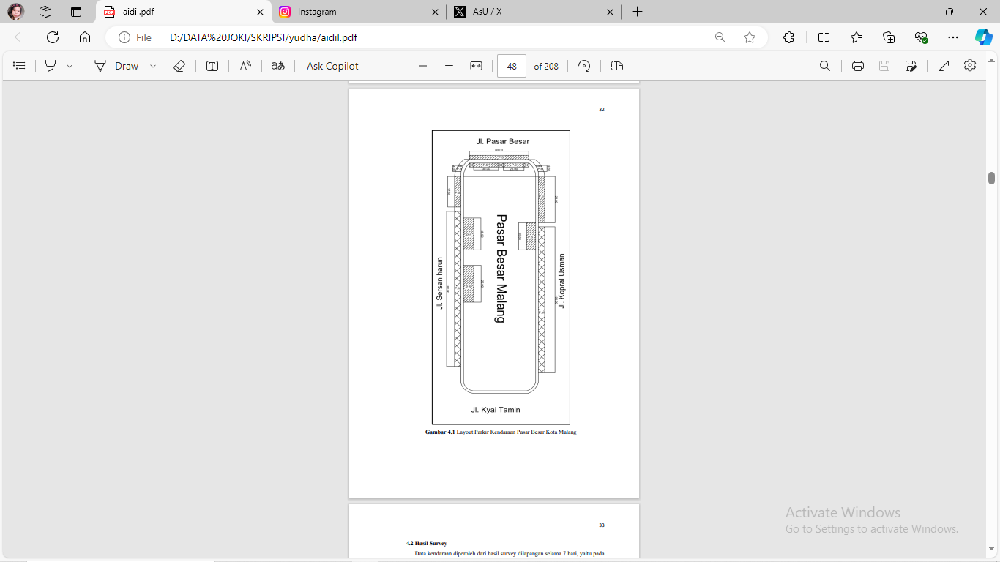 aidil.pdf
Instagram
AsU / X
File
D:/DATA%20JOKI/SKRIPSI/yudha/aidil.pdf
Draw
Ask Copilot
48 of 208
32
Jl. Pasar Besar
Pasar Besar Malang
Jl. Sersan harun
Jl. Kopral Usman
Jl. Kyai Tamin
Gambar 4.1 Layout Parkir Kendaraan Pasar Besar Kota Malang
Activate Windows
Go to Settings to activate Windows.
33
4.2 Hasil Survey
Data kendaraan diperoleh dari hasil survey dilapangan selama 7 hari, yaitu pada